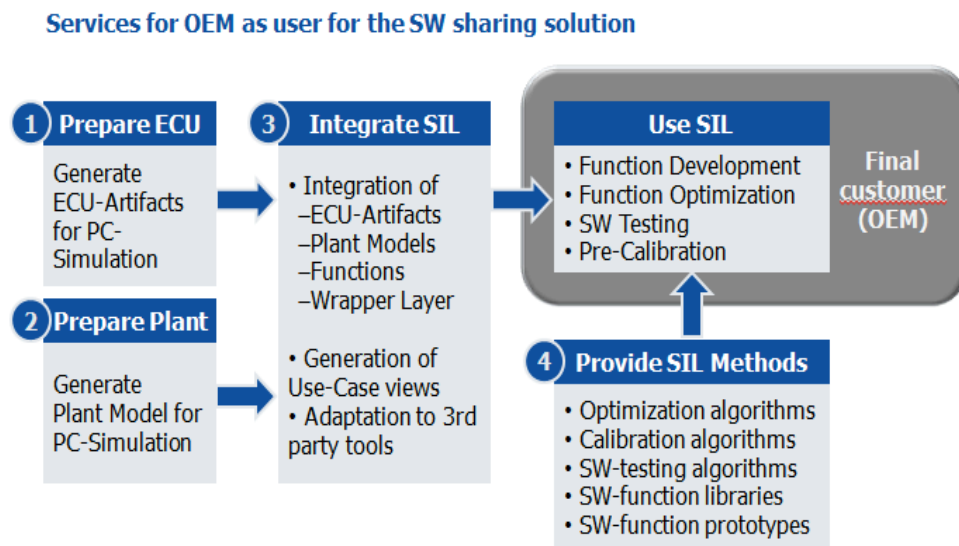 Services for OEM as user for the SW sharing solution
1 Prepare ECU
Generate
ECU-Artifacts
for PC-
Simulation
2 Prepare Plant
Generate
Plant Model for
PC-Simulation
3 Integrate SIL
• Integration of
–ECU-Artifacts
–Plant Models
–Functions
–Wrapper Layer
• Generation of
Use-Case views
• Adaptation to 3rd
party tools
Use SIL
• Function Development
• Function Optimization
• SW Testing
• Pre-Calibration
Final
customer
(OEM)
4 Provide SIL Methods
• Optimization algorithms
• Calibration algorithms
• SW-testing algorithms
• SW-function libraries
• SW-function prototypes